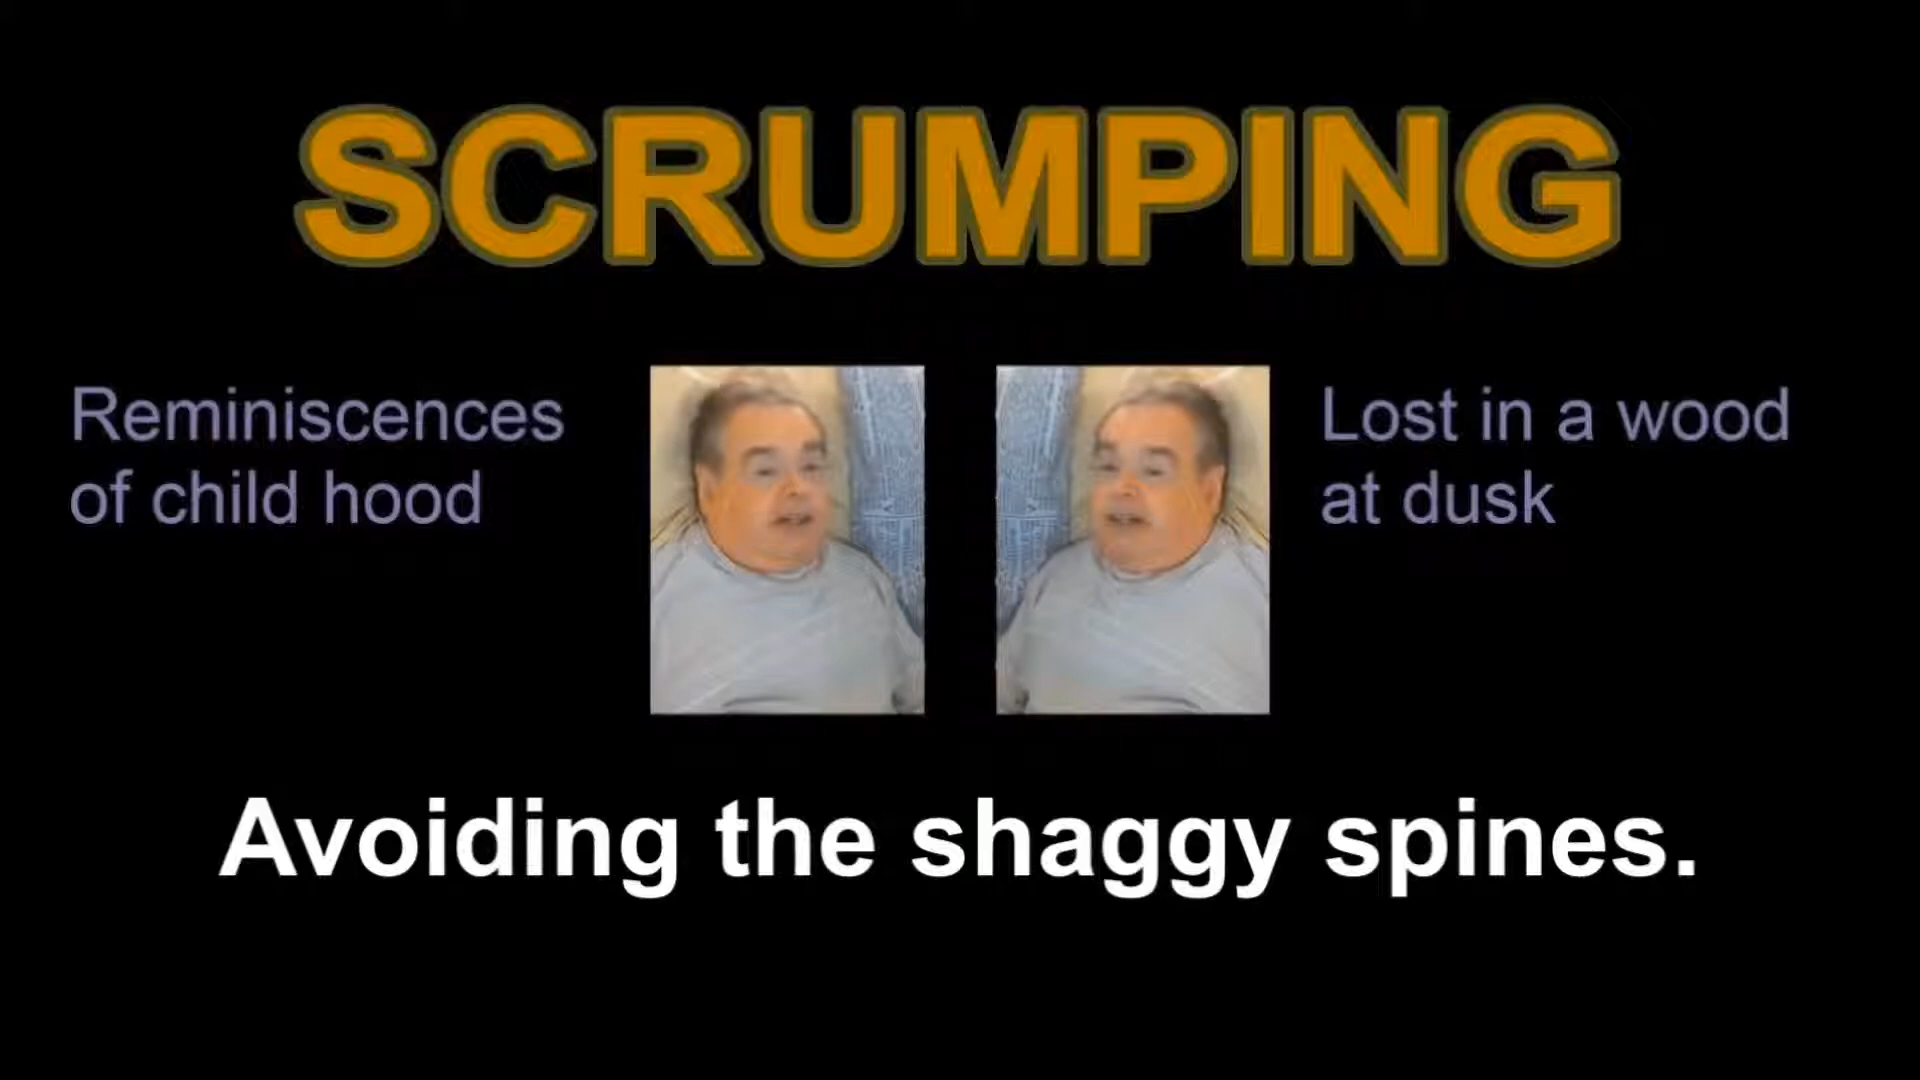 SCRUMPING
Reminiscences
of child hood
Lost in a wood
at dusk
Avoiding the shaggy spines.